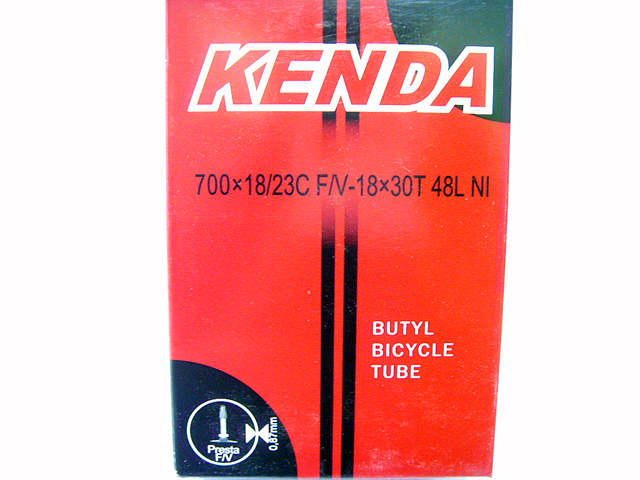 KENDA
700×18/23C F/V-18×30T 48L NI
BUTYL
BICYCLE
TUBE
Presta
F/V
0,87mm